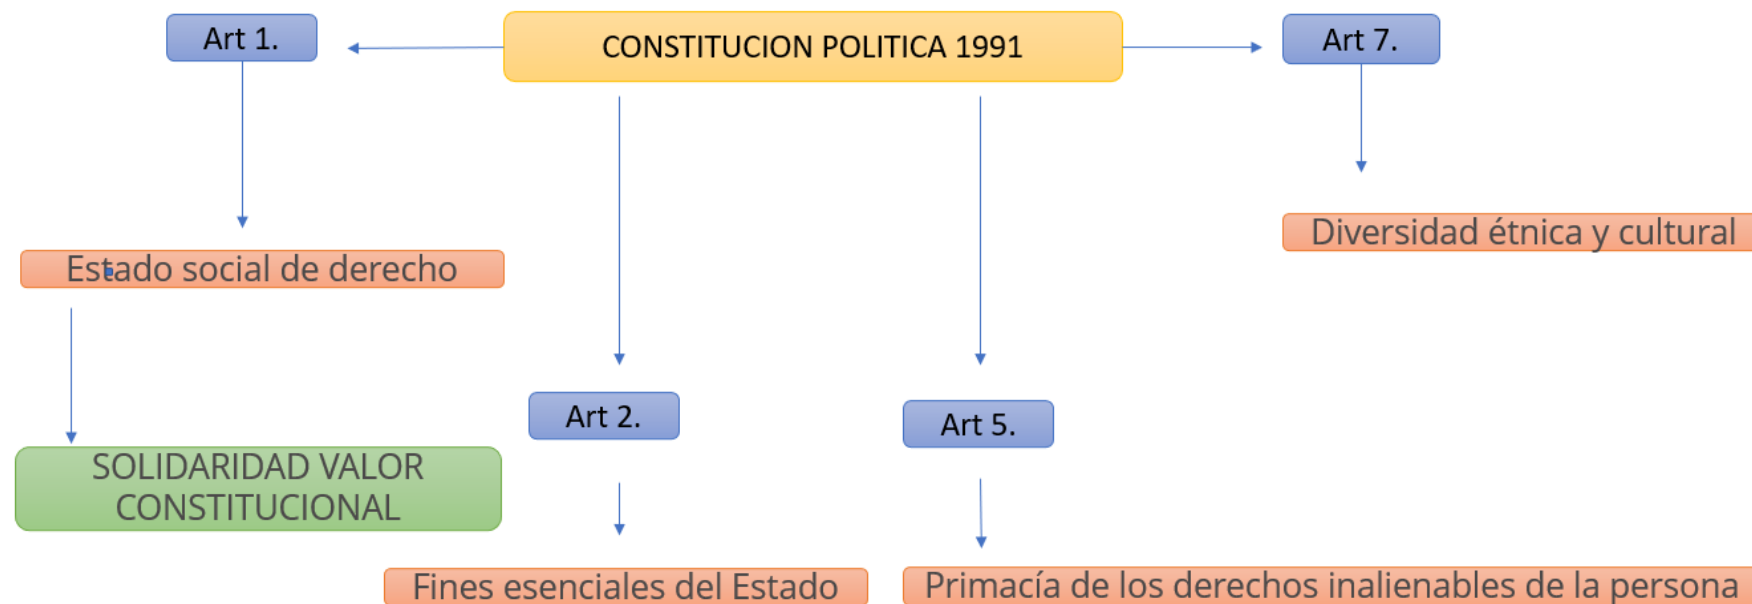 Art 1.
CONSTITUCION POLITICA 1991
Art 7.
Diversidad étnica y cultural
Estado social de derecho
Art 2.
Art 5.
SOLIDARIDAD VALOR
CONSTITUCIONAL
Fines esenciales del Estado
Primacía de los derechos inalienables de la persona